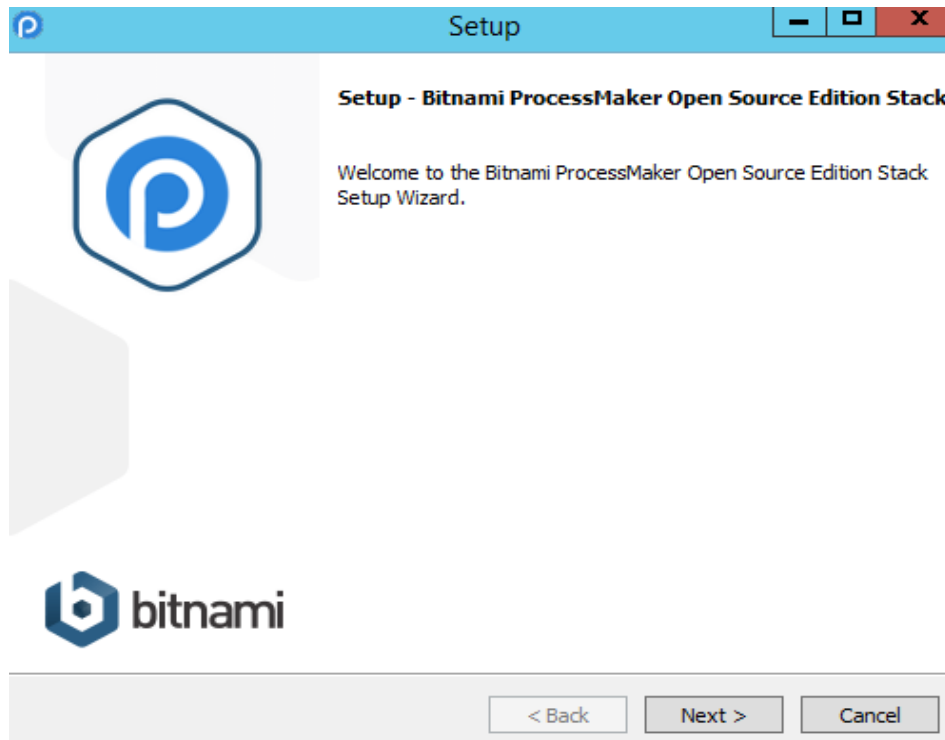 Setup
Setup - Bitnami ProcessMaker Open Source Edition Stack
Welcome to the Bitnami ProcessMaker Open Source Edition Stack
Setup Wizard.
bitnami
< Back Next > Cancel